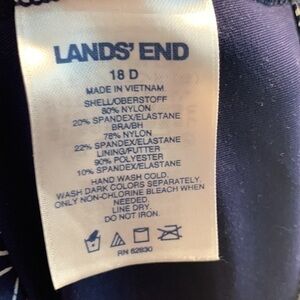 LANDS' END
18 D
MADE IN VIETNAM
SHELL/OBERSTOFF
80% NYLON
20% SPANDEX/ELASTANE
BRA/BH
78% NYLON
22% SPANDEX/ELASTANE
LINING/FUTTER
90% POLYESTER
10% SPANDEX/ELASTANE
HAND WASH COLD.
WASH DARK COLORS SEPARATELY.
ONLY NON-CHLORINE BLEACH WHEN
NEEDED.
LINE DRY.
DO NOT IRON.
RN 62830